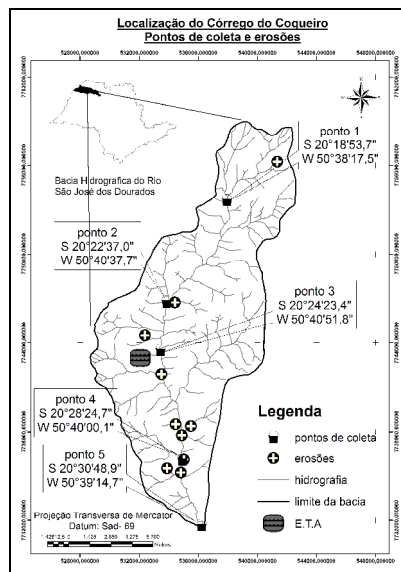 Localização do Córrego do Coqueiro
Pontos de coleta e erosões
528000,000000 532000,000000 536000,000000 540000,000000 544000,000000
ponto 1
S 20°18'53,7"
W 50°38'17,5"
Bacia Hidrografica do Rio
São José dos Dourados
ponto 2
S 20°22'37,0"
W 50°40'37,7"
ponto 3
S 20°24'23,4"
W 50°40'51.8"
ponto 4
S 20°28'24,7"
W 50°40'00,1"
ponto 5
S 20°30'48,9"
W 50°39'14,7"
Legenda
pontos de coleta
erosões
hidrografia
limite da bacia
E.T.A
Projeção Transversa de Mercator
Datum: Sad- 69